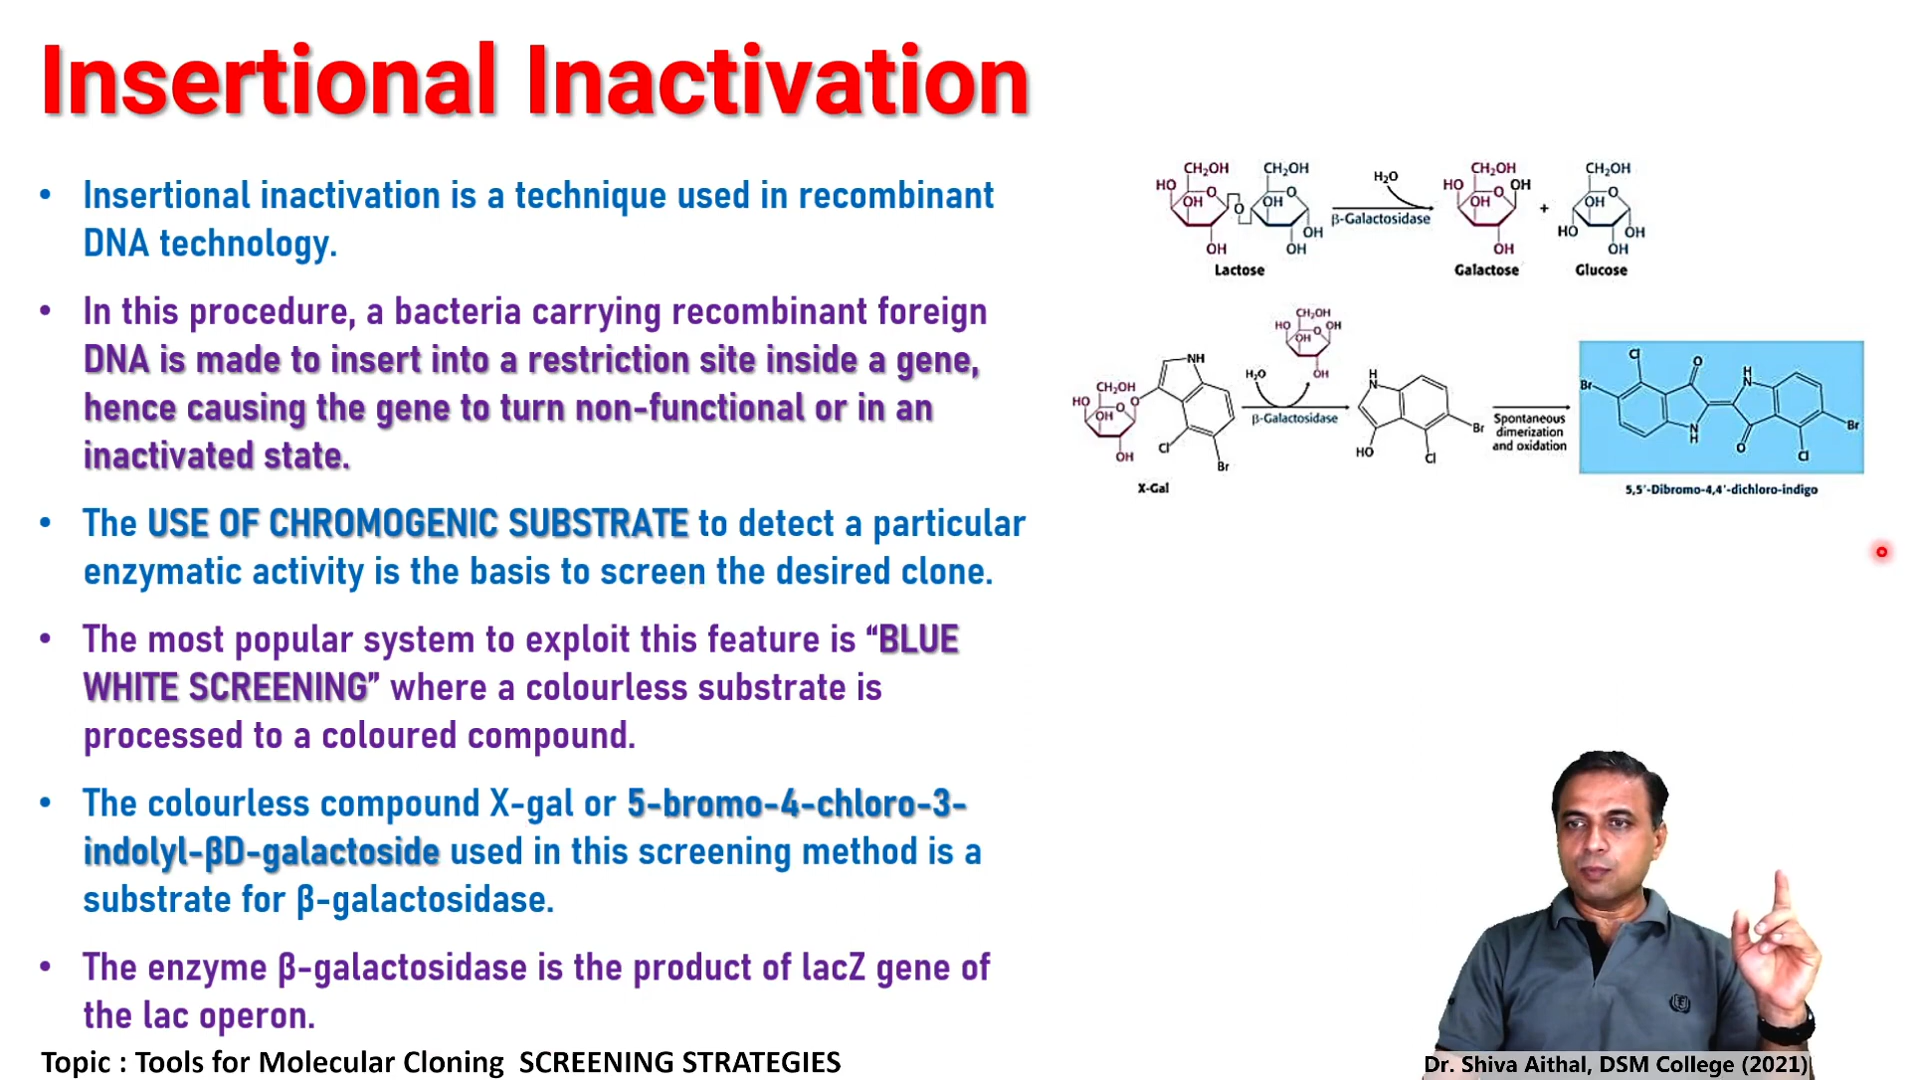 Insertional Inactivation
• Insertional inactivation is a technique used in recombinant
DNA technology.
• In this procedure, a bacteria carrying recombinant foreign
DNA is made to insert into a restriction site inside a gene,
hence causing the gene to turn non-functional or in an
inactivated state.
• The USE OF CHROMOGENIC SUBSTRATE to detect a particular
enzymatic activity is the basis to screen the desired clone.
• The most popular system to exploit this feature is “BLUE
WHITE SCREENING” where a colourless substrate is
processed to a coloured compound.
• The colourless compound X-gal or 5-bromo-4-chloro-3-
indolyl-βD-galactoside used in this screening method is a
substrate for β-galactosidase.
• The enzyme β-galactosidase is the product of lacZ gene of
the lac operon.
CH₂OH CH₂OH CH₂OH CH₂OH
H₂O
HO O O HO O OH O
OH O OH OH + OH
β-Galactosidase
OH HO OH
OH OH OH OH
Lactose Galactose Glucose
CH₂OH
HO O OH
OH
OH
NH H₂O H H
CH₂OH
HO O O
OH
β-Galactosidase
OH Cl Br
HO Cl Br
Spontaneous
dimerization
and oxidation
Cl O H
Br N
N Br
H O Cl
X-Gal 5,5′-Dibromo-4,4′-dichloro-indigo
Topic : Tools for Molecular Cloning SCREENING STRATEGIES
Dr. Shiva Aithal, DSM College (2021)